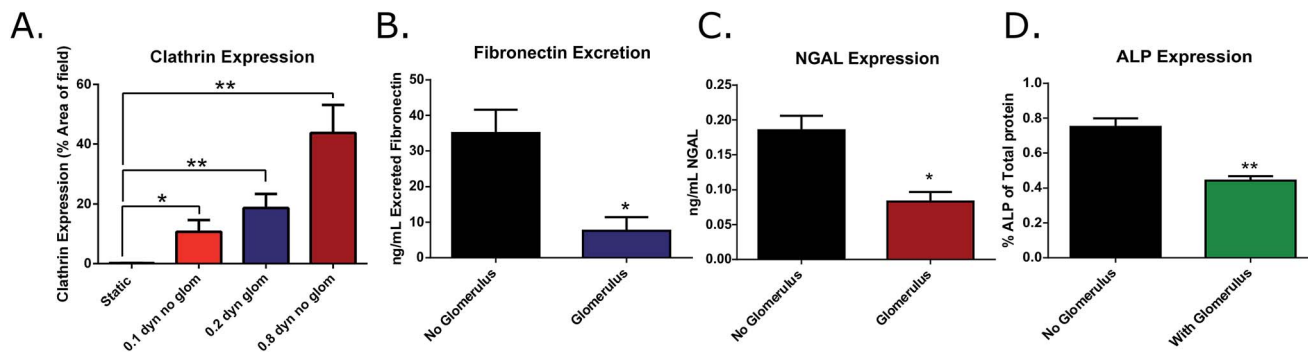 A.
Clathrin Expression
Clathrin Expression (% Area of field)
60
40
20
0
**
**
*
Static
0.1 dyn no glom
0.2 dyn glom
0.8 dyn no glom
B.
Fibronectin Excretion
ng/mL Excreted Fibronectin
50
40
30
20
10
0
*
No Glomerulus
Glomerulus
C.
NGAL Expression
ng/mL NGAL
0.20
0.15
0.10
0.05
0.00
*
No Glomerulus
Glomerulus
D.
ALP Expression
% ALP of Total protein
1.0
0.8
0.6
0.4
0.2
0.0
**
No Glomerulus
With Glomerulus